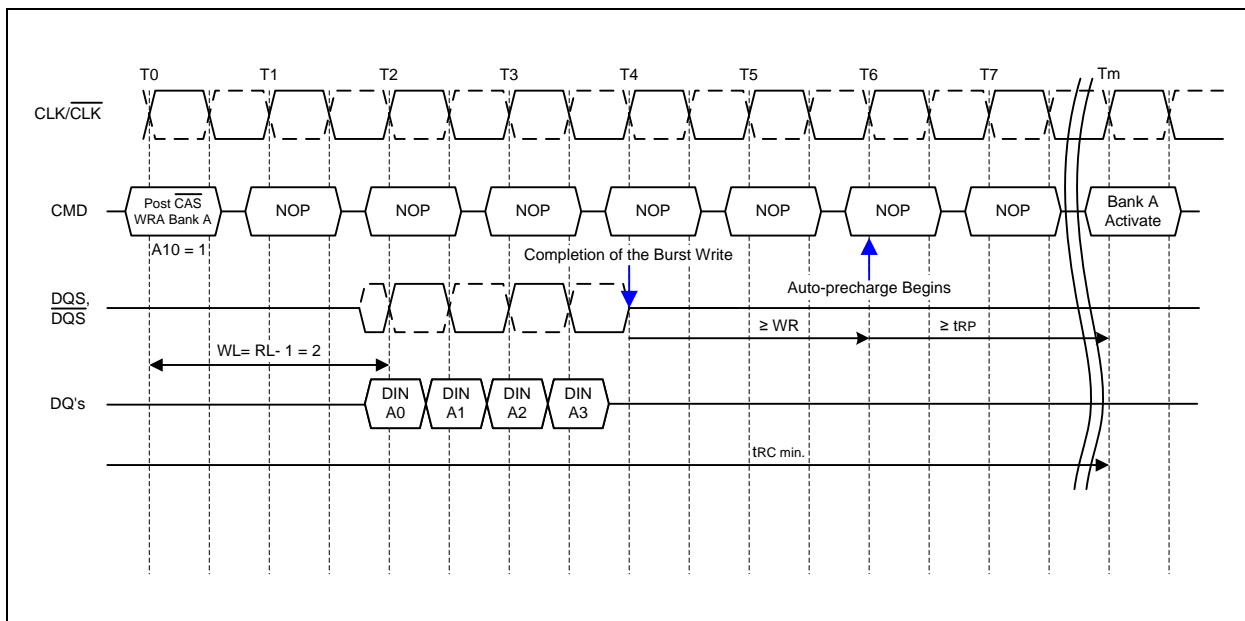 T0 T1 T2 T3 T4 T5 T6 T7 Tm
CLK/CLK
CMD
Post CAS
WRA Bank A
NOP NOP NOP NOP NOP NOP NOP
Bank A
Activate
A10 = 1
Completion of the Burst Write
Auto-precharge Begins
DQS,
DQS
≥ WR
≥ tRP
WL= RL- 1 = 2
DQ's
DIN
A0
DIN
A1
DIN
A2
DIN
A3
tRC min.